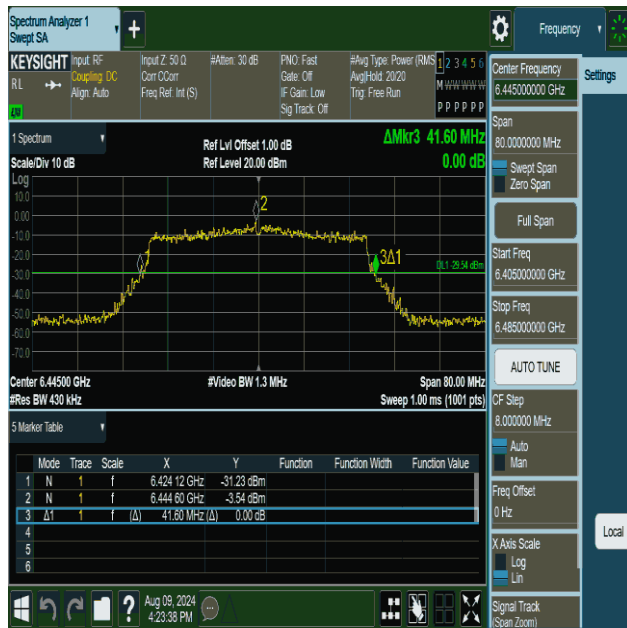 Spectrum Analyzer 1
Swept SA
+
Frequency
KEYSIGHT
RL
Input: RF
Coupling: DC
Align: Auto
Input Z: 50 Ω
Corr CCorr
Freq Ref: Int (S)
#Atten: 30 dB
PNO: Fast
Gate: Off
IF Gain: Low
Sig Track: Off
#Avg Type: Power (RMS
Avg|Hold: 20/20
Trig: Free Run
1 2 3 4 5 6
M W W W W W
P P P P P P
1 Spectrum
Scale/Div 10 dB
Log
Ref Lvl Offset 1.00 dB
Ref Level 20.00 dBm
ΔMkr3 41.60 MHz
0.00 dB
10.0
0.00
-10.0
-20.0
-30.0
-40.0
-50.0
-60.0
-70.0
2
1
3Δ1
DL1 -29.54 dBm
Center 6.44500 GHz
#Res BW 430 kHz
#Video BW 1.3 MHz
Span 80.00 MHz
Sweep 1.00 ms (1001 pts)
5 Marker Table
Mode Trace Scale X Y Function Function Width Function Value
1 N 1 f 6.424 12 GHz -31.23 dBm
2 N 1 f 6.444 60 GHz -3.54 dBm
3 Δ1 1 f (Δ) 41.60 MHz (Δ) 0.00 dB
4
5
6
Aug 09, 2024
4:23:38 PM
Settings
Center Frequency
6.445000000 GHz
Span
80.0000000 MHz
Swept Span
Zero Span
Full Span
Start Freq
6.405000000 GHz
Stop Freq
6.485000000 GHz
AUTO TUNE
CF Step
8.000000 MHz
Auto
Man
Freq Offset
0 Hz
X Axis Scale
Log
Lin
Signal Track
(Span Zoom)
Local